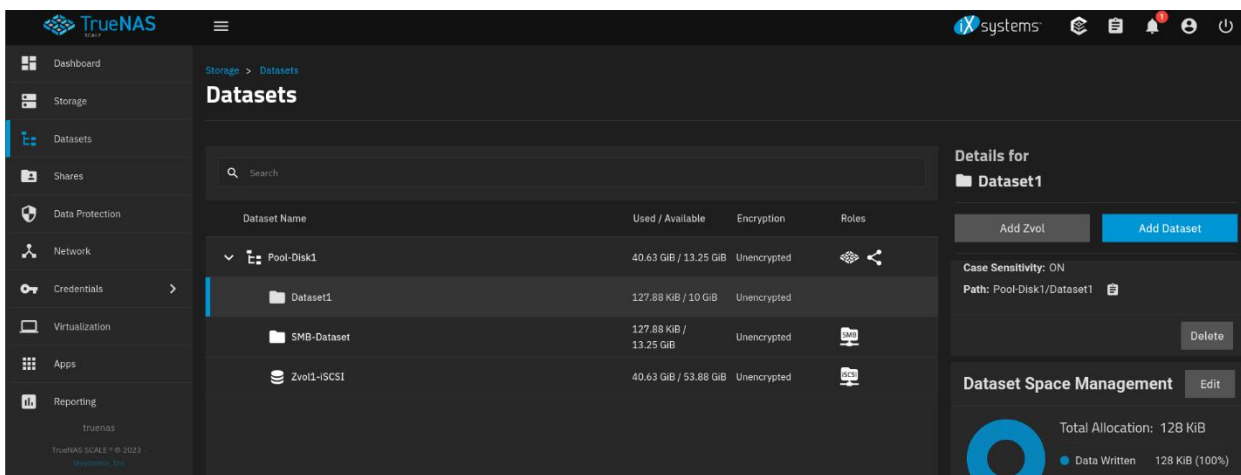 TrueNAS
SCALE
iX systems
1
Dashboard
Storage
Datasets
Shares
Data Protection
Network
Credentials
Virtualization
Apps
Reporting
truenas
TrueNAS SCALE ® © 2023 -
iXsystems, Inc.
Storage > Datasets
Datasets
Search
Dataset Name Used / Available Encryption Roles
Pool-Disk1 40.63 GiB / 13.25 GiB Unencrypted
Dataset1 127.88 KiB / 10 GiB Unencrypted
SMB-Dataset 127.88 KiB / 13.25 GiB Unencrypted SMB
Zvol1-iSCSI 40.63 GiB / 53.88 GiB Unencrypted iSCSI
Details for
Dataset1
Add Zvol Add Dataset
Case Sensitivity: ON
Path: Pool-Disk1/Dataset1
Delete
Dataset Space Management Edit
Total Allocation: 128 KiB
Data Written 128 KiB (100%)